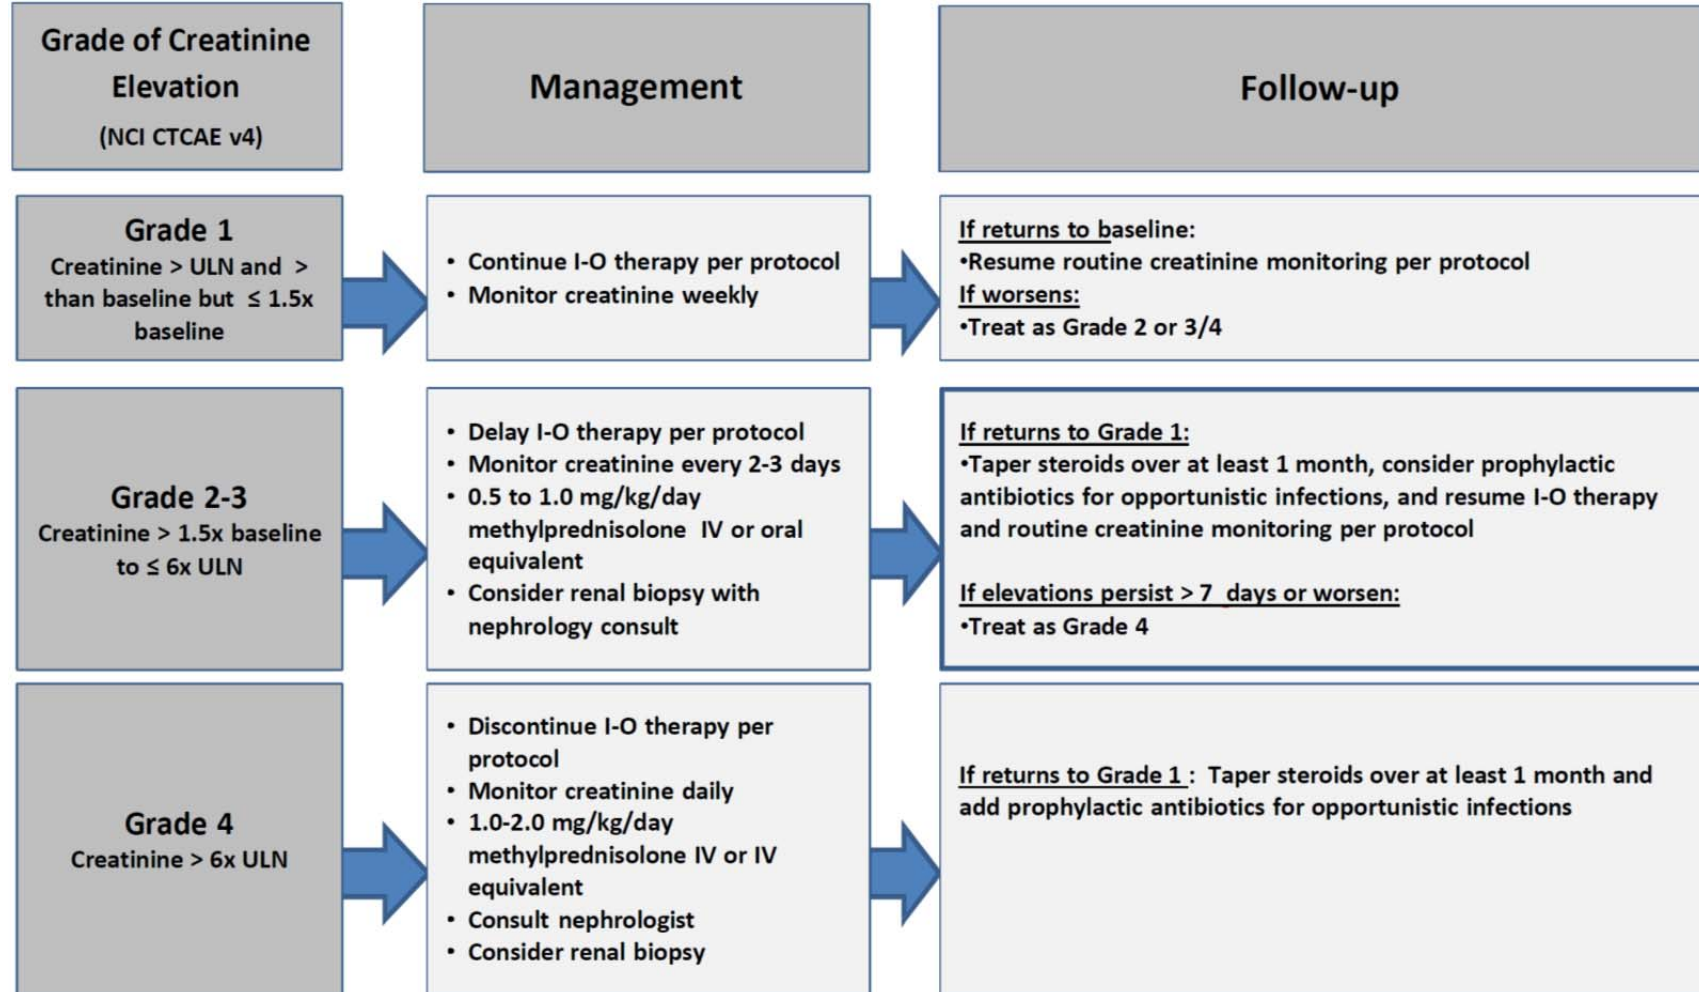 Grade of Creatinine
Elevation
(NCI CTCAE v4)
Management
Follow-up
Grade 1
Creatinine > ULN and >
than baseline but ≤ 1.5x
baseline
• Continue I-O therapy per protocol
• Monitor creatinine weekly
If returns to baseline:
•Resume routine creatinine monitoring per protocol
If worsens:
•Treat as Grade 2 or 3/4
Grade 2-3
Creatinine > 1.5x baseline
to ≤ 6x ULN
• Delay I-O therapy per protocol
• Monitor creatinine every 2-3 days
• 0.5 to 1.0 mg/kg/day
methylprednisolone IV or oral
equivalent
• Consider renal biopsy with
nephrology consult
If returns to Grade 1:
•Taper steroids over at least 1 month, consider prophylactic
antibiotics for opportunistic infections, and resume I-O therapy
and routine creatinine monitoring per protocol
If elevations persist > 7 days or worsen:
•Treat as Grade 4
Grade 4
Creatinine > 6x ULN
• Discontinue I-O therapy per
protocol
• Monitor creatinine daily
• 1.0-2.0 mg/kg/day
methylprednisolone IV or IV
equivalent
• Consult nephrologist
• Consider renal biopsy
If returns to Grade 1 : Taper steroids over at least 1 month and
add prophylactic antibiotics for opportunistic infections